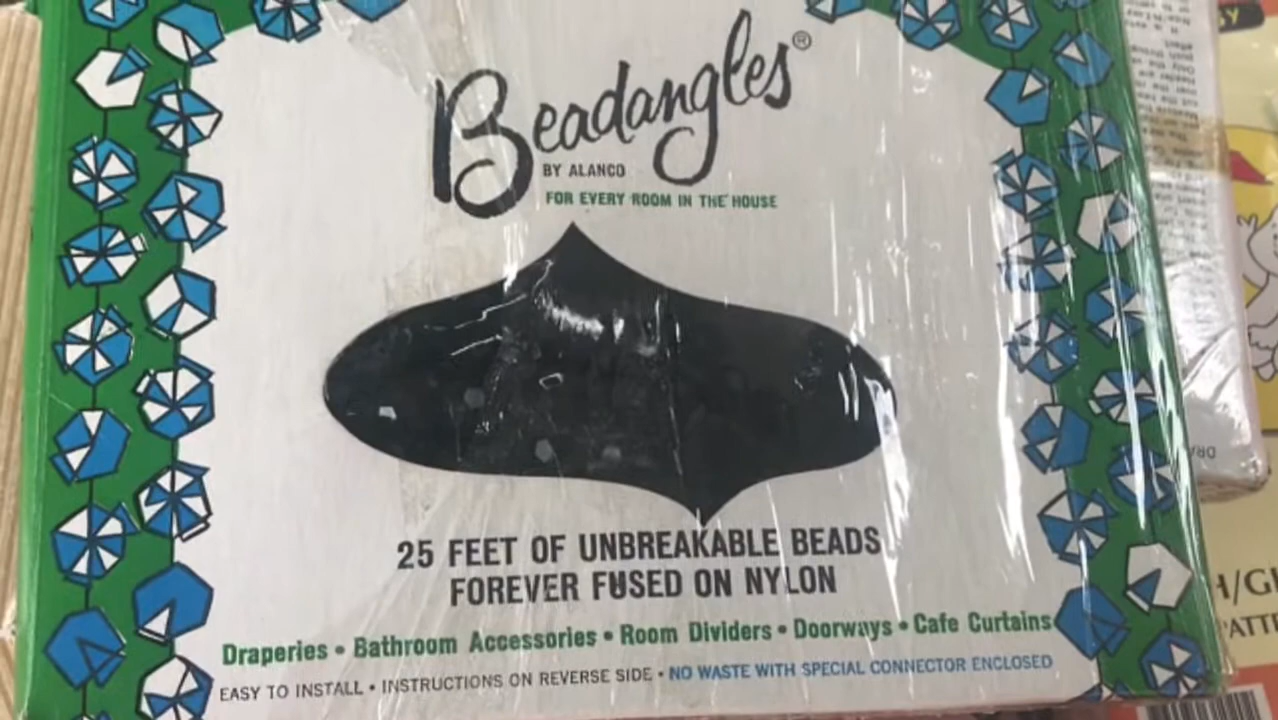 Beadangles®
BY ALANCO
FOR EVERY ROOM IN THE HOUSE
25 FEET OF UNBREAKABLE BEADS
FOREVER FUSED ON NYLON
Draperies • Bathroom Accessories • Room Dividers • Doorways • Cafe Curtains
EASY TO INSTALL • INSTRUCTIONS ON REVERSE SIDE • NO WASTE WITH SPECIAL CONNECTOR ENCLOSED